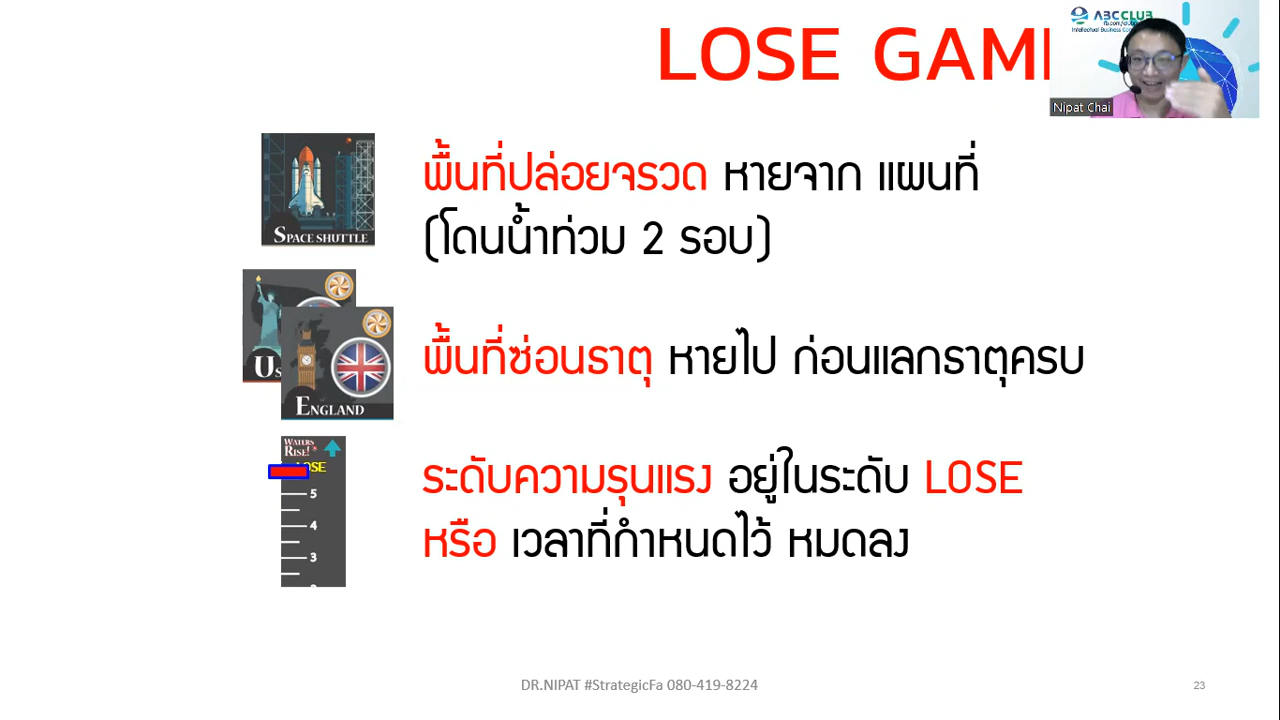 LOSE GAM
ABCCLUB
Nipat Chai
SPACE SHUTTLE
พื้นที่ปล่อยจรวด หายจาก แผนที่
(โดนน้ำท่วม 2 รอบ)
US
ENGLAND
พื้นที่ซ่อนธาตุ หายไป ก่อนแลกธาตุครบ
WATERS
RISE!
LOSE
5
4
3
ระดับความรุนแรง อยู่ในระดับ LOSE
หรือ เวลาที่กำหนดไว้ หมดลง
DR.NIPAT #StrategicFa 080-419-8224
23